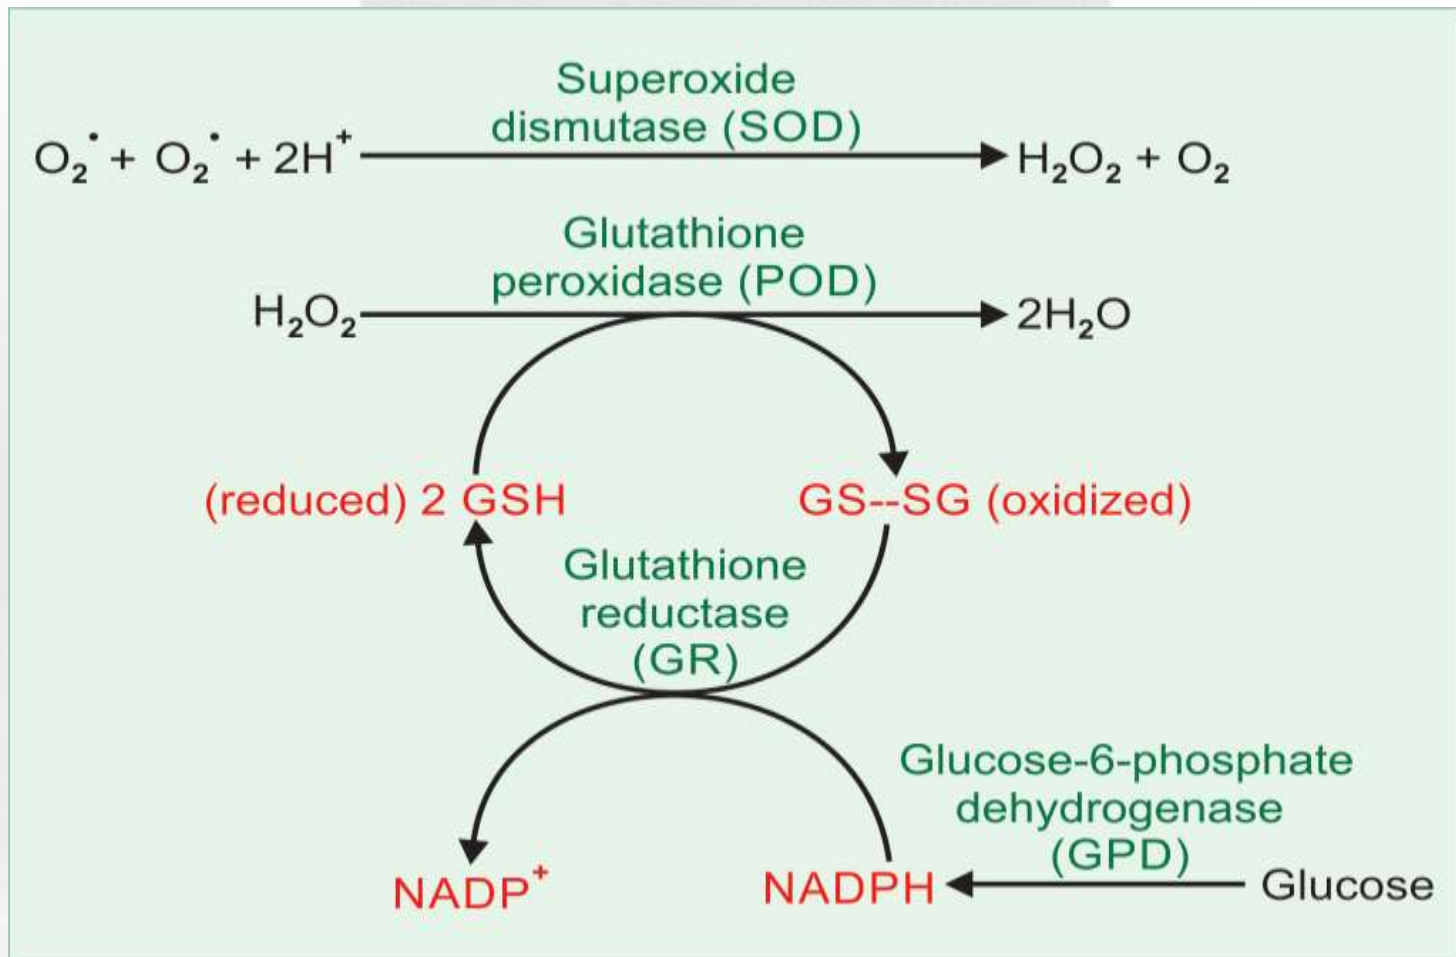 Superoxide
dismutase (SOD)
O₂˙ + O₂˙ + 2H⁺ H₂O₂ + O₂
Glutathione
peroxidase (POD)
H₂O₂ 2H₂O
(reduced) 2 GSH GS--SG (oxidized)
Glutathione
reductase
(GR)
Glucose-6-phosphate
dehydrogenase
(GPD)
NADP⁺ NADPH Glucose